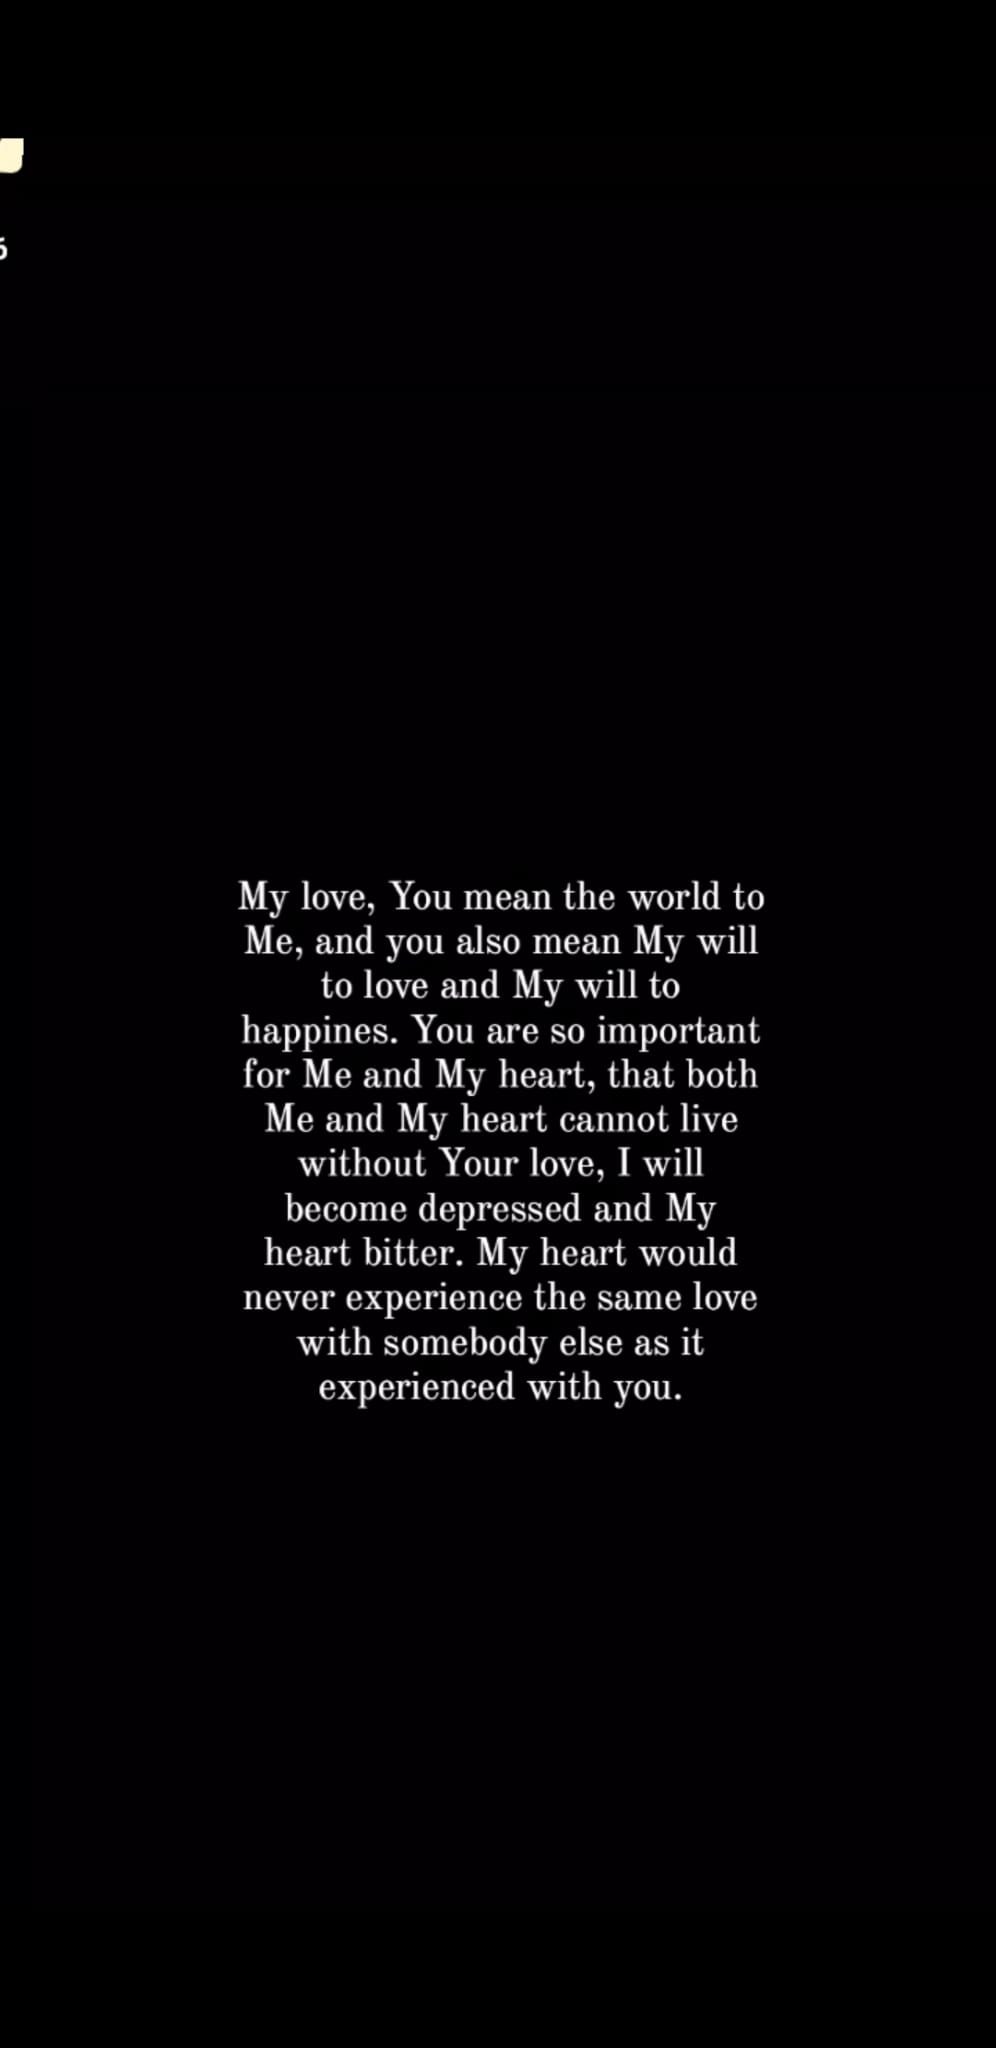 My love, You mean the world to
Me, and you also mean My will
to love and My will to
happines. You are so important
for Me and My heart, that both
Me and My heart cannot live
without Your love, I will
become depressed and My
heart bitter. My heart would
never experience the same love
with somebody else as it
experienced with you.